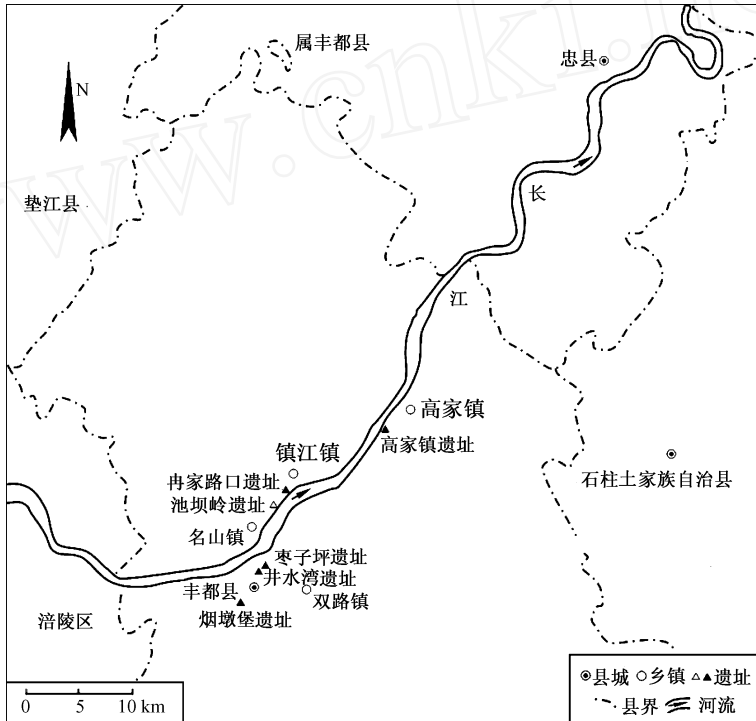 www.cnki.n
属丰都县
忠县
N
垫江县
长
江
高家镇
高家镇遗址
镇江镇
石柱土家族自治县
冉家路口遗址
池坝岭遗址
名山镇
枣子坪遗址
井水湾遗址
丰都县
双路镇
烟墩堡遗址
涪陵区
县城 乡镇 遗址
县界 河流
0 5 10 km